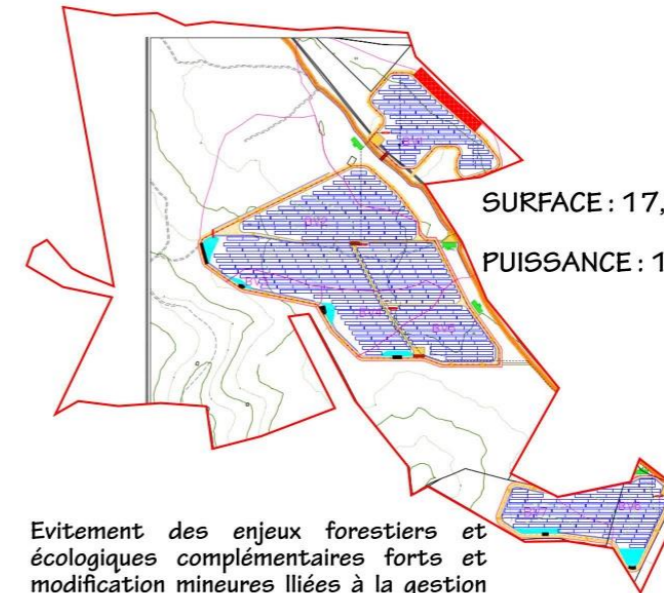 SURFACE : 17,
PUISSANCE : 1
Evitement des enjeux forestiers et
écologiques complémentaires forts et
modification mineures lliées à la gestion